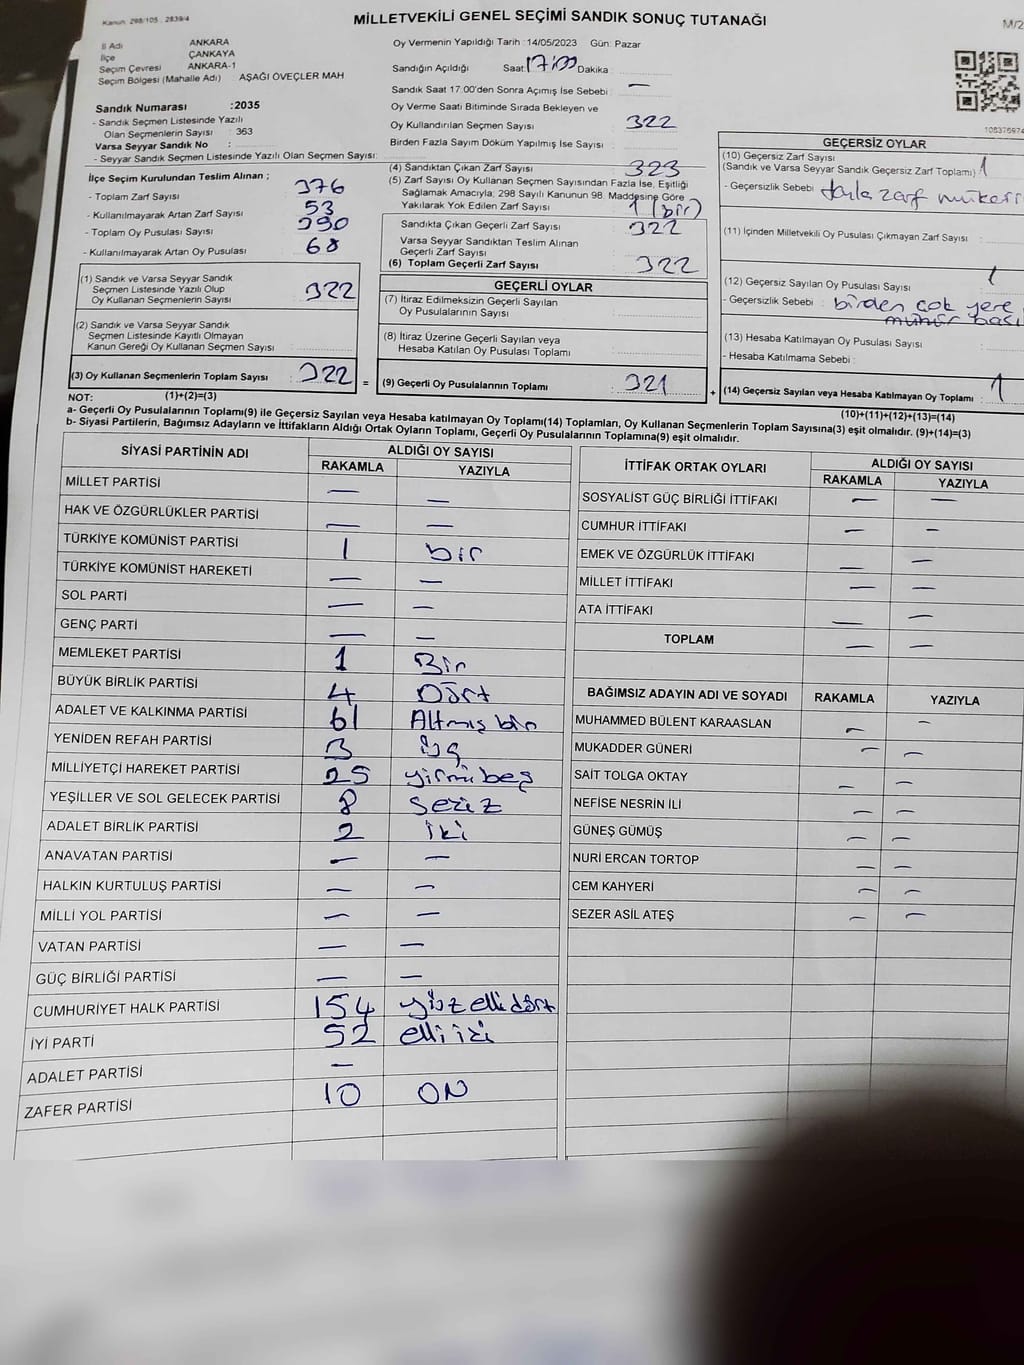 Kanun: 298/105, 2839/4
MİLLETVEKİLİ GENEL SEÇİMİ SANDIK SONUÇ TUTANAĞI
M/2
İl Adı ANKARA
İlçe ÇANKAYA
Seçim Çevresi ANKARA-1
Seçim Bölgesi (Mahalle Adı) : AŞAĞI ÖVEÇLER MAH
Oy Vermenin Yapıldığı Tarih : 14/05/2023 Gün: Pazar
Sandığın Açıldığı Saat 17:00 Dakika
Sandık Saat 17:00'den Sonra Açımış İse Sebebi : —
Oy Verme Saati Bitiminde Sırada Bekleyen ve
Oy Kullandırılan Seçmen Sayısı 322
Birden Fazla Sayım Döküm Yapılmış İse Sayısı :
Sandık Numarası :2035
- Sandık Seçmen Listesinde Yazılı
Olan Seçmenlerin Sayısı : 363
Varsa Seyyar Sandık No :
- Seyyar Sandık Seçmen Listesinde Yazılı Olan Seçmen Sayısı:
İlçe Seçim Kurulundan Teslim Alınan ;
- Toplam Zarf Sayısı 376
- Kullanılmayarak Artan Zarf Sayısı : 53
- Toplam Oy Pusulası Sayısı : 390
- Kullanılmayarak Artan Oy Pusulası : 68
(4) Sandıktan Çıkan Zarf Sayısı : 323
(5) Zarf Sayısı Oy Kullanan Seçmen Sayısından Fazla İse, Eşitliği
Sağlamak Amacıyla, 298 Sayılı Kanunun 98. Maddesine Göre
Yakılarak Yok Edilen Zarf Sayısı : 1 (bir)
Sandıkta Çıkan Geçerli Zarf Sayısı : 322
Varsa Seyyar Sandıktan Teslim Alınan
Geçerli Zarf Sayısı :
(6) Toplam Geçerli Zarf Sayısı : 322
GEÇERSİZ OYLAR
(10) Geçersiz Zarf Sayısı
(Sandık ve Varsa Seyyar Sandık Geçersiz Zarf Toplamı) 1
- Geçersizlik Sebebi
(11) İçinden Milletvekili Oy Pusulası Çıkmayan Zarf Sayısı :
(12) Geçersiz Sayılan Oy Pusulası Sayısı : 1
- Geçersizlik Sebebi : birden çok yere
mühür bası
(13) Hesaba Katılmayan Oy Pusulası Sayısı
- Hesaba Katılmama Sebebi :
(14) Geçersiz Sayılan veya Hesaba Katılmayan Oy Toplamı : 1
(10)+(11)+(12)+(13)=(14)
(1) Sandık ve Varsa Seyyar Sandık
Seçmen Listesinde Yazılı Olup
Oy Kullanan Seçmenlerin Sayısı : 322
(2) Sandık ve Varsa Seyyar Sandık
Seçmen Listesinde Kayıtlı Olmayan
Kanun Gereği Oy Kullanan Seçmen Sayısı :
(3) Oy Kullanan Seçmenlerin Toplam Sayısı : 322 =
(1)+(2)=(3)
GEÇERLİ OYLAR
(7) İtiraz Edilmeksizin Geçerli Sayılan
Oy Pusulalarının Sayısı :
(8) İtiraz Üzerine Geçerli Sayılan veya
Hesaba Katılan Oy Pusulası Toplamı :
(9) Geçerli Oy Pusulalarının Toplamı : 321 +
NOT:
a- Geçerli Oy Pusulalarının Toplamı(9) ile Geçersiz Sayılan veya Hesaba katılmayan Oy Toplamı(14) Toplamları, Oy Kullanan Seçmenlerin Toplam Sayısına(3) eşit olmalıdır. (9)+(14)=(3)
b- Siyasi Partilerin, Bağımsız Adayların ve İttifakların Aldığı Ortak Oyların Toplamı, Geçerli Oy Pusulalarının Toplamına(9) eşit olmalıdır.
SİYASİ PARTİNİN ADI ALDIĞI OY SAYISI
RAKAMLA YAZIYLA
MİLLET PARTİSİ — —
HAK VE ÖZGÜRLÜKLER PARTİSİ — —
TÜRKİYE KOMÜNİST PARTİSİ 1 bir
TÜRKİYE KOMÜNİST HAREKETİ — —
SOL PARTİ — —
GENÇ PARTİ — —
MEMLEKET PARTİSİ 1 Bir
BÜYÜK BİRLİK PARTİSİ 4 Dört
ADALET VE KALKINMA PARTİSİ 61 Altmış bir
YENİDEN REFAH PARTİSİ 3 üç
MİLLİYETÇİ HAREKET PARTİSİ 25 yirmi beş
YEŞİLLER VE SOL GELECEK PARTİSİ 8 sekiz
ADALET BİRLİK PARTİSİ 2 iki
ANAVATAN PARTİSİ — —
HALKIN KURTULUŞ PARTİSİ — —
MİLLİ YOL PARTİSİ — —
VATAN PARTİSİ — —
GÜÇ BİRLİĞİ PARTİSİ — —
CUMHURİYET HALK PARTİSİ 154 yüz elli dört
İYİ PARTİ 52 elli iki
ADALET PARTİSİ —
ZAFER PARTİSİ 10 ON
İTTİFAK ORTAK OYLARI ALDIĞI OY SAYISI
RAKAMLA YAZIYLA
SOSYALİST GÜÇ BİRLİĞİ İTTİFAKI — —
CUMHUR İTTİFAKI — —
EMEK VE ÖZGÜRLÜK İTTİFAKI — —
MİLLET İTTİFAKI — —
ATA İTTİFAKI — —
TOPLAM — —
BAĞIMSIZ ADAYIN ADI VE SOYADI RAKAMLA YAZIYLA
MUHAMMED BÜLENT KARAASLAN — —
MUKADDER GÜNERİ — —
SAİT TOLGA OKTAY — —
NEFİSE NESRİN İLİ — —
GÜNEŞ GÜMÜŞ — —
NURİ ERCAN TORTOP — —
CEM KAHYERİ — —
SEZER ASİL ATEŞ — —